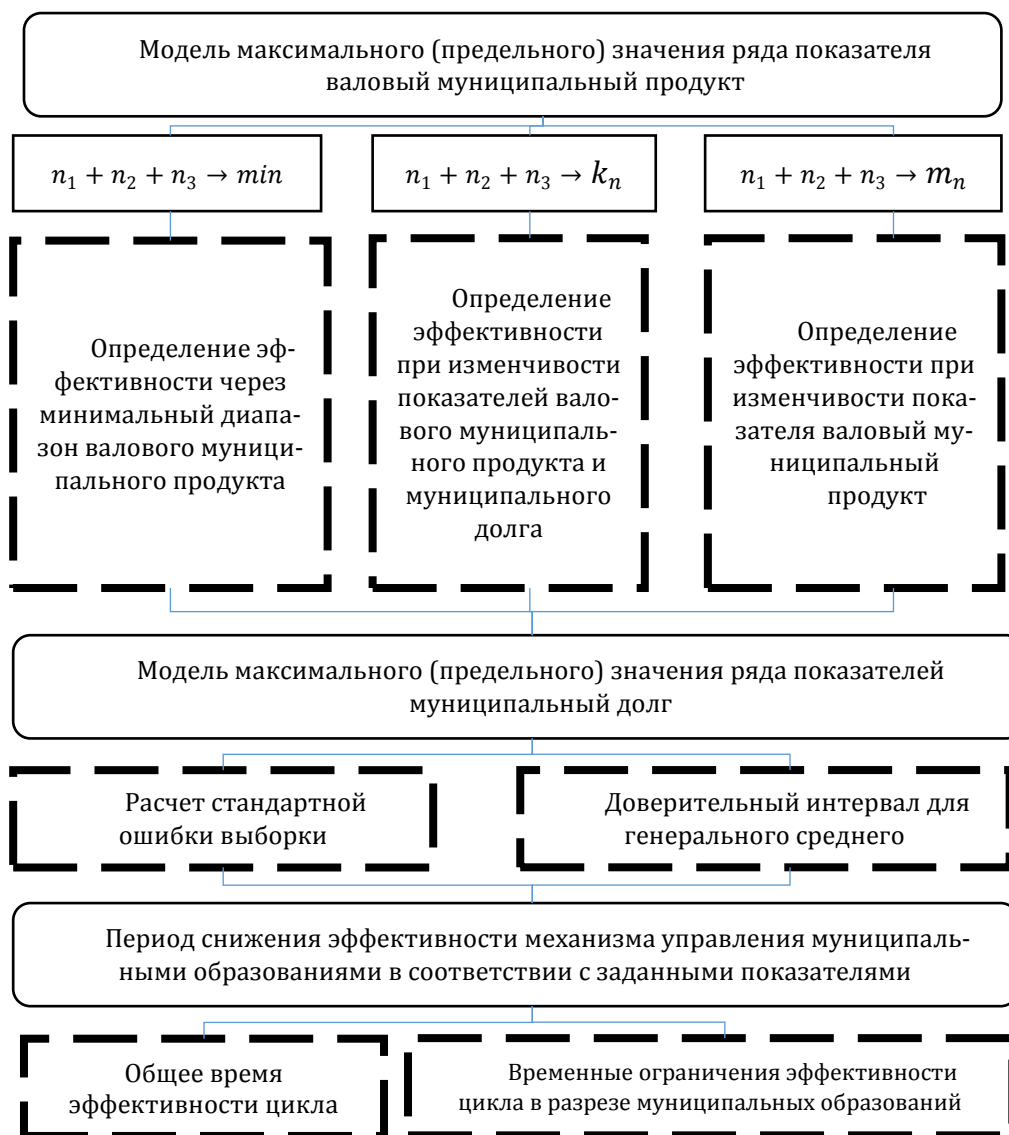 Модель максимального (предельного) значения ряда показателя
валовый муниципальный продукт
n₁ + n₂ + n₃ → min
n₁ + n₂ + n₃ → kₙ
n₁ + n₂ + n₃ → mₙ
Определение эф-
фективности через
минимальный диапа-
зон валового муници-
пального продукта
Определение
эффективности
при изменчивости
показателей вало-
вого муниципаль-
ного продукта и
муниципального
долга
Определение
эффективности при
изменчивости пока-
зателя валовый му-
ниципальный
продукт
Модель максимального (предельного) значения ряда показателей
муниципальный долг
Расчет стандартной
ошибки выборки
Доверительный интервал для
генерального среднего
Период снижения эффективности механизма управления муниципаль-
ными образованиями в соответствии с заданными показателями
Общее время
эффективности цикла
Временные ограничения эффективности
цикла в разрезе муниципальных образований